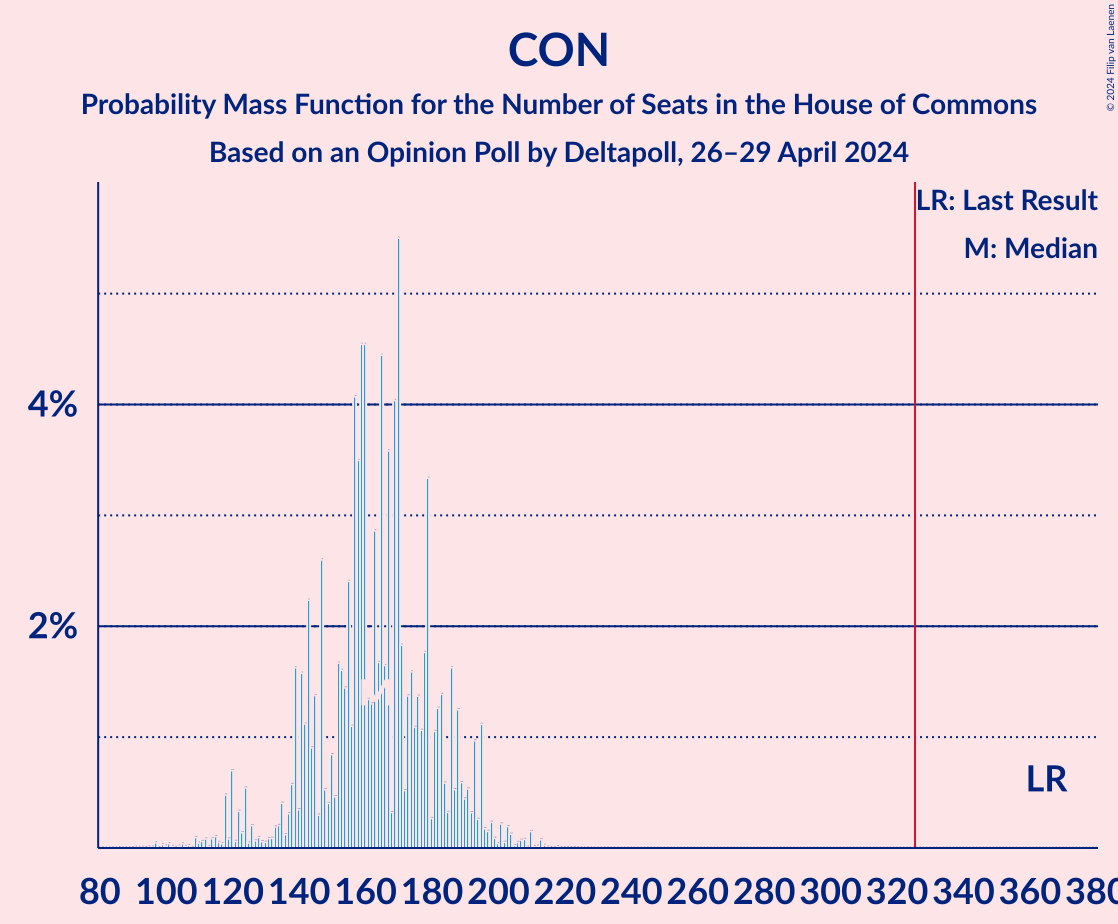 CON
Probability Mass Function for the Number of Seats in the House of Commons
Based on an Opinion Poll by Deltapoll, 26–29 April 2024
© 2024 Filip van Laenen
LR: Last Result
M: Median
4%
2%
LR
80 100 120 140 160 180 200 220 240 260 280 300 320 340 360 380